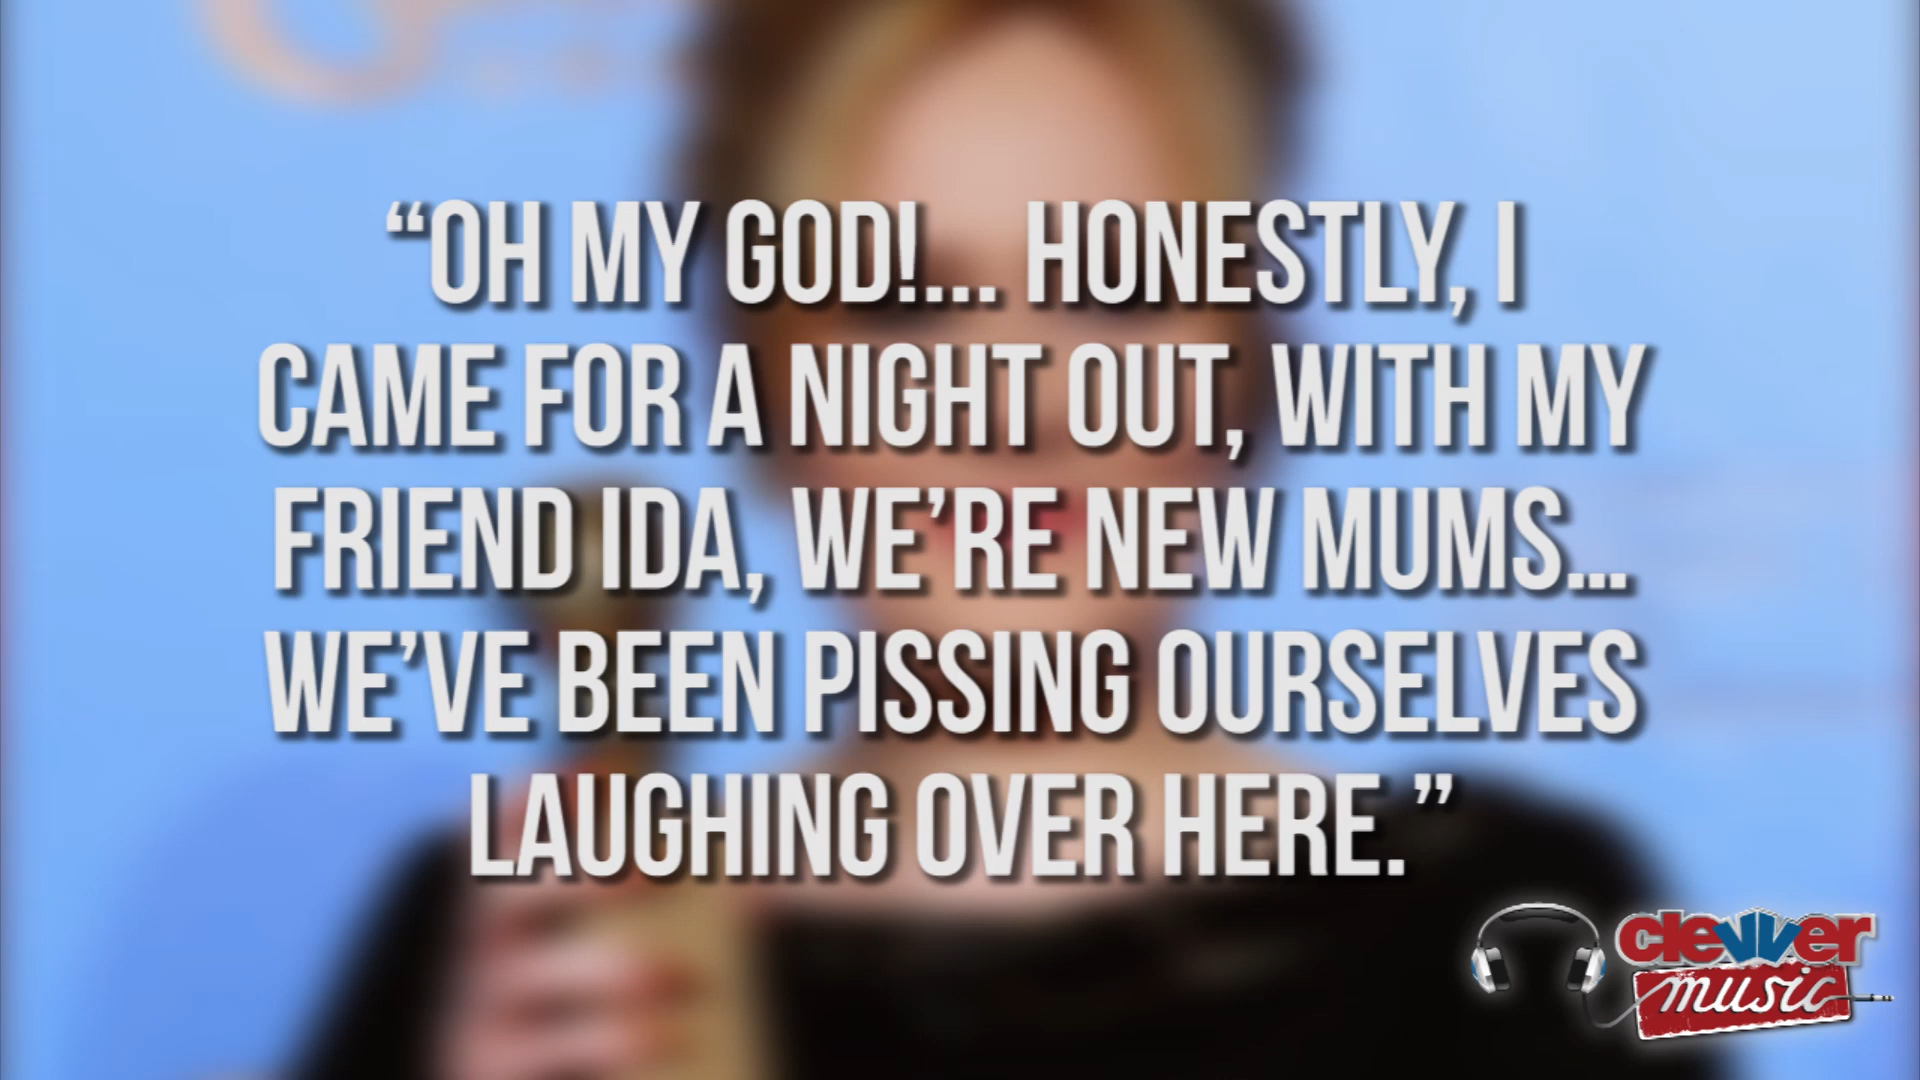 “OH MY GOD!... HONESTLY, I
CAME FOR A NIGHT OUT, WITH MY
FRIEND IDA, WE’RE NEW MUMS...
WE’VE BEEN PISSING OURSELVES
LAUGHING OVER HERE.”
clevver
music